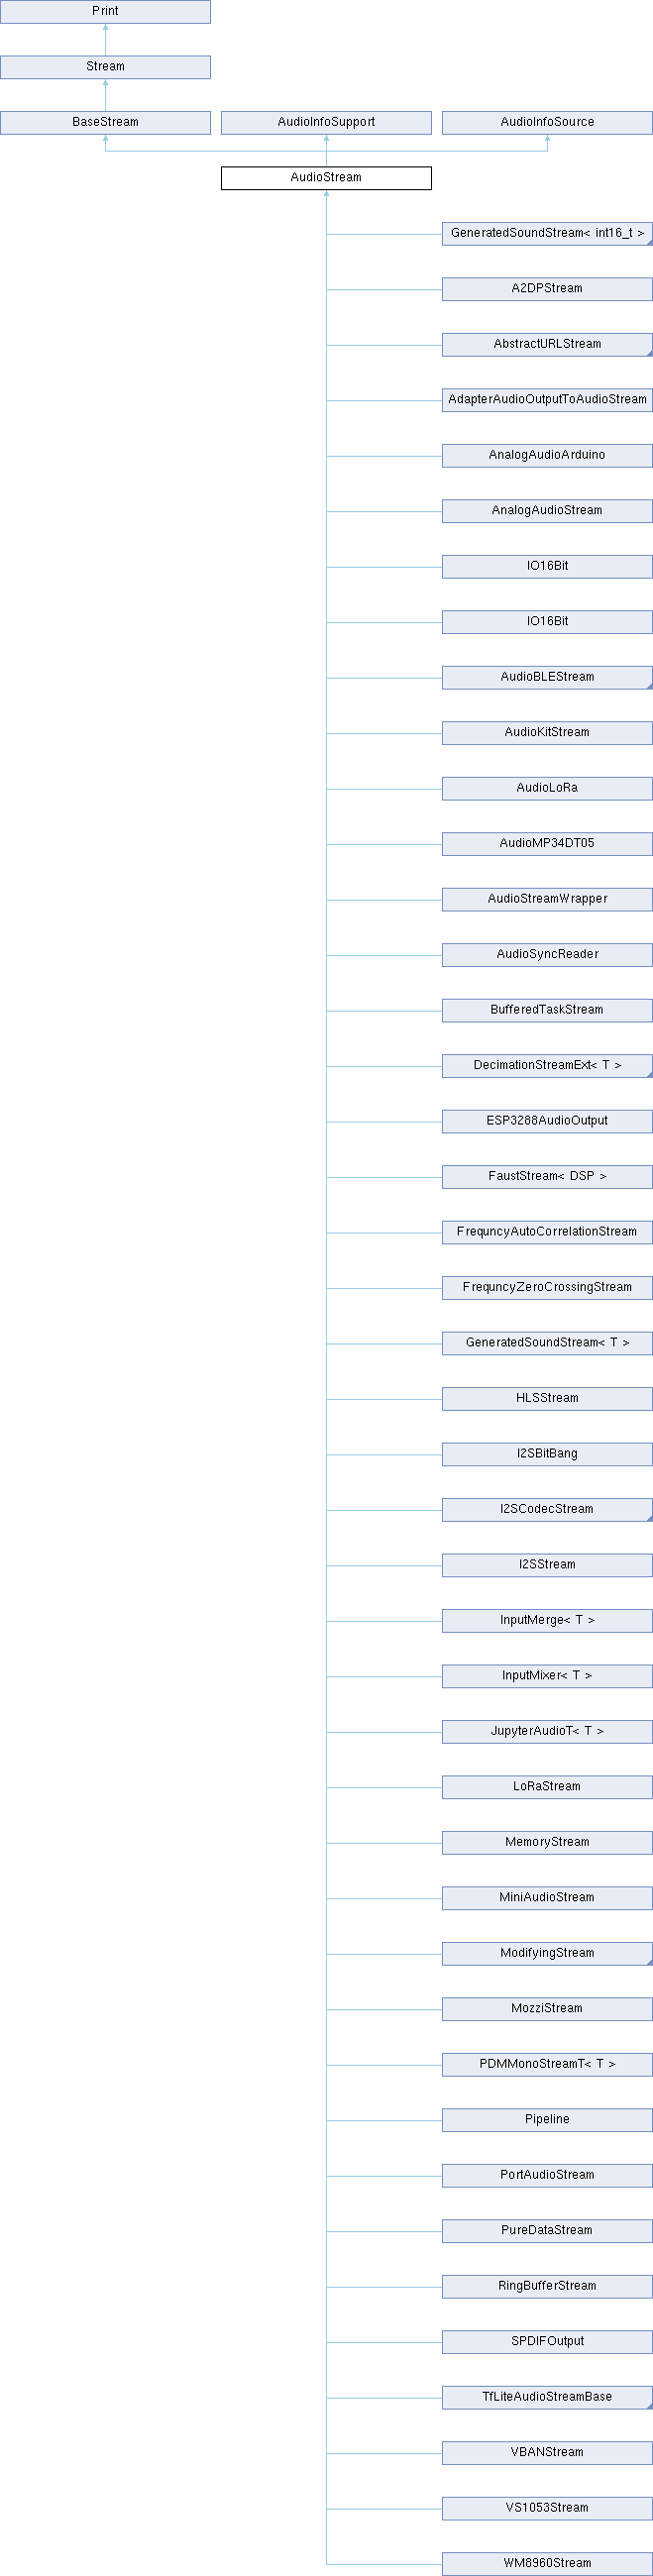 Print
Stream
BaseStream
AudioInfoSupport
AudioInfoSource
AudioStream
GeneratedSoundStream< int16_t >
A2DPStream
AbstractURLStream
AdapterAudioOutputToAudioStream
AnalogAudioArduino
AnalogAudioStream
IO16Bit
IO16Bit
AudioBLEStream
AudioKitStream
AudioLoRa
AudioMP34DT05
AudioStreamWrapper
AudioSyncReader
BufferedTaskStream
DecimationStreamExt< T >
ESP3288AudioOutput
FaustStream< DSP >
FrequncyAutoCorrelationStream
FrequncyZeroCrossingStream
GeneratedSoundStream< T >
HLSStream
I2SBitBang
I2SCodecStream
I2SStream
InputMerge< T >
InputMixer< T >
JupyterAudioT< T >
LoRaStream
MemoryStream
MiniAudioStream
ModifyingStream
MozziStream
PDMMonoStreamT< T >
Pipeline
PortAudioStream
PureDataStream
RingBufferStream
SPDIFOutput
TfLiteAudioStreamBase
VBANStream
VS1053Stream
WM8960Stream